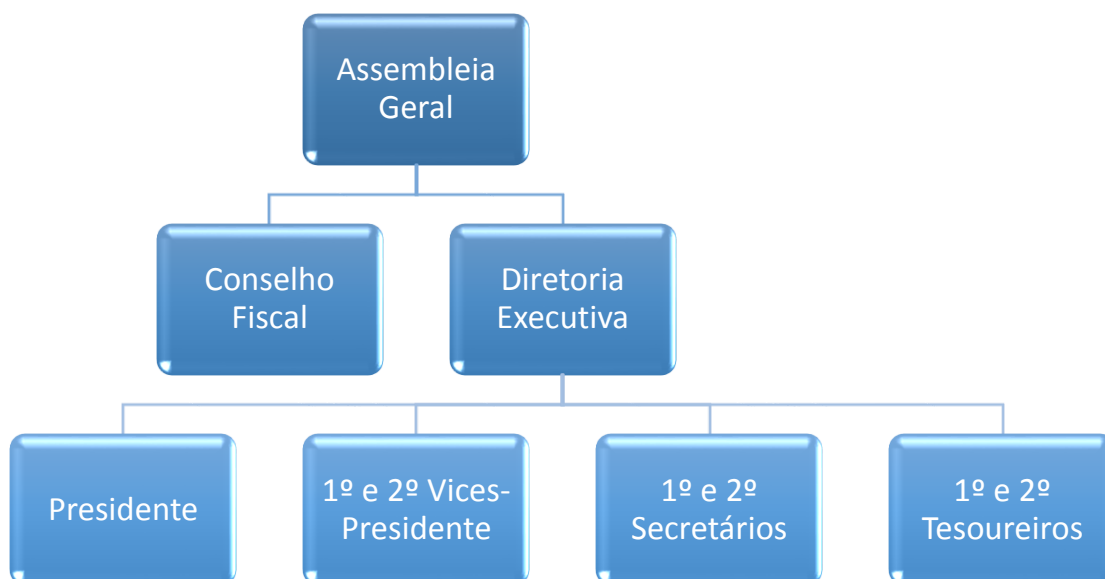 Assembleia
Geral
Conselho
Fiscal
Diretoria
Executiva
Presidente
1º e 2º Vices-
Presidente
1º e 2º
Secretários
1º e 2º
Tesoureiros